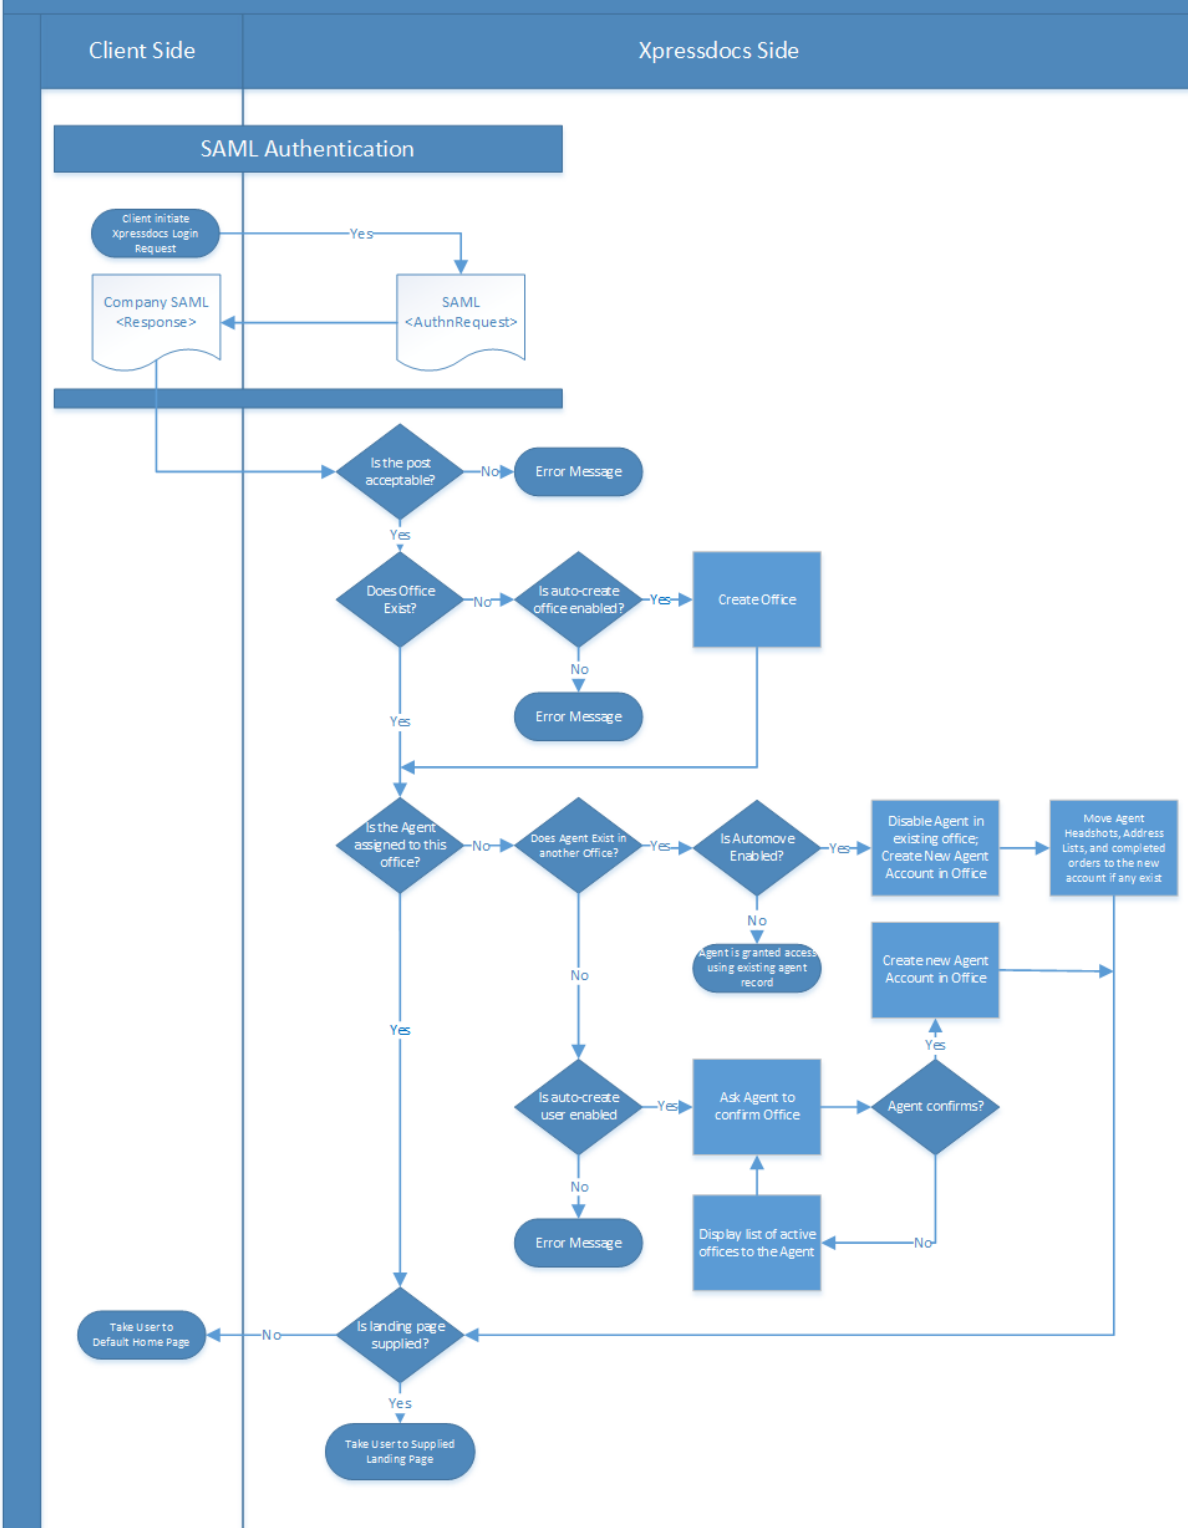 Client Side
Xpressdocs Side
SAML Authentication
Client initiate
Xpressdocs Login
Request
Yes
Company SAML
<Response>
SAML
<AuthnRequest>
Is the post
acceptable?
No
Error Message
Yes
Does Office
Exist?
No
Is auto-create
office enabled?
Yes
Create Office
No
Error Message
Yes
Is the Agent
assigned to this
office?
No
Does Agent Exist in
another Office?
Yes
Is Automove
Enabled?
Yes
Disable Agent in
existing office;
Create New Agent
Account in Office
Move Agent
Headshots, Address
Lists, and completed
orders to the new
account if any exist
No
Agent is granted access
using existing agent
record
Create new Agent
Account in Office
No
Yes
Yes
Is auto-create
user enabled
Yes
Ask Agent to
confirm Office
Agent confirms?
No
Error Message
Display list of active
offices to the Agent
No
Is landing page
supplied?
No
Take User to
Default Home Page
Yes
Take User to Supplied
Landing Page